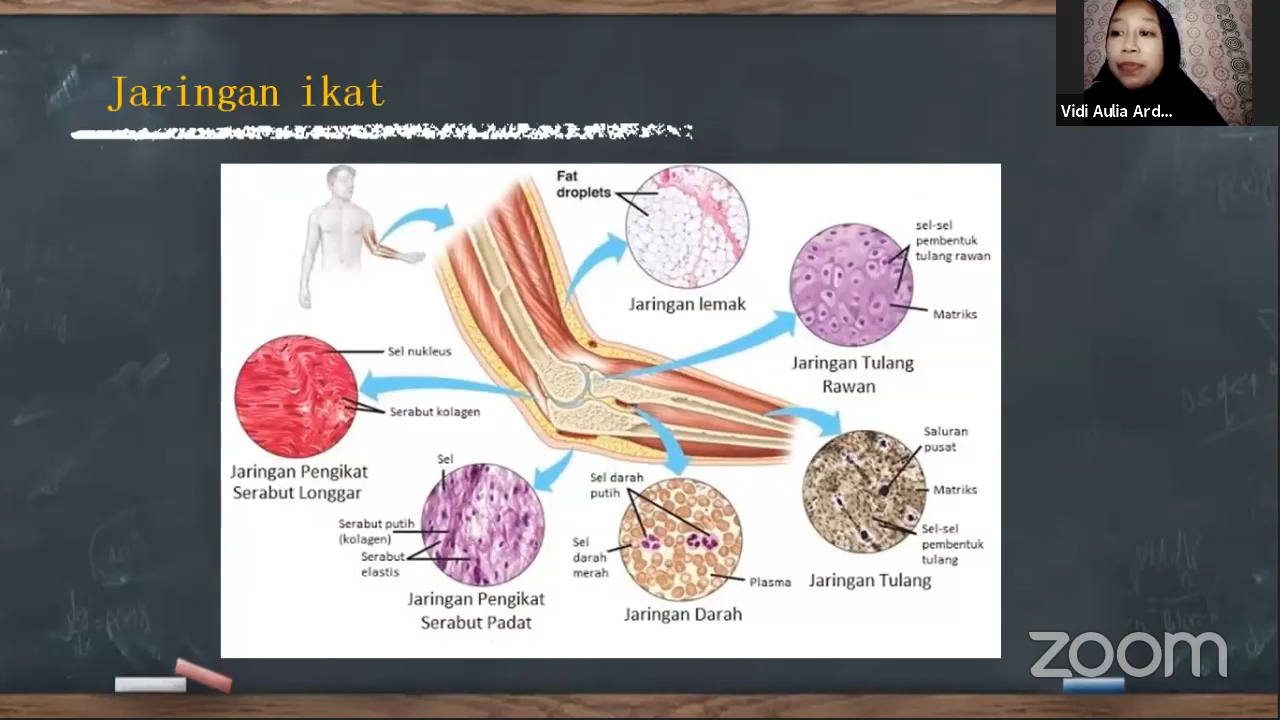 Jaringan ikat
Vidi Aulia Ard...
Fat
droplets
Jaringan lemak
sel-sel
pembentuk
tulang rawan
Matriks
Jaringan Tulang
Rawan
Sel nukleus
Serabut kolagen
Jaringan Pengikat
Serabut Longgar
Sel
Serabut putih
(kolagen)
Serabut
elastis
Jaringan Pengikat
Serabut Padat
Sel darah
putih
Sel
darah
merah
Plasma
Jaringan Darah
Saluran
pusat
Matriks
Sel-sel
pembentuk
tulang
Jaringan Tulang
zoom